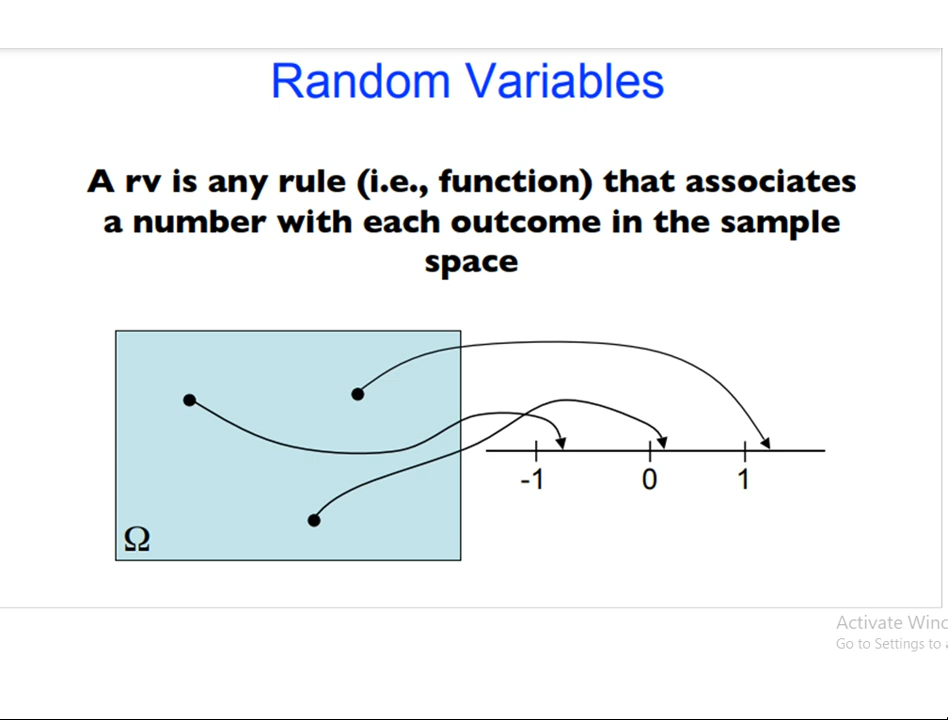 Random Variables
A rv is any rule (i.e., function) that associates
a number with each outcome in the sample
space
Ω
-1 0 1
Activate
Go to Settings to